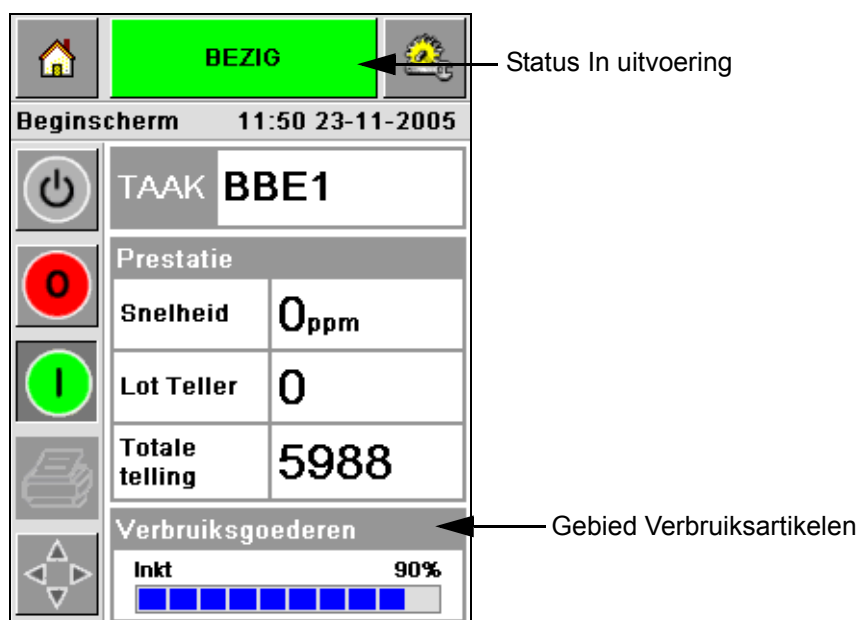 BEZIG
Status In uitvoering
Beginscherm 11:50 23-11-2005
TAAK BBE1
Prestatie
Snelheid 0ppm
Lot Teller 0
Totale
telling 5988
Verbruiksgoederen
Gebied Verbruiksartikelen
Inkt 90%